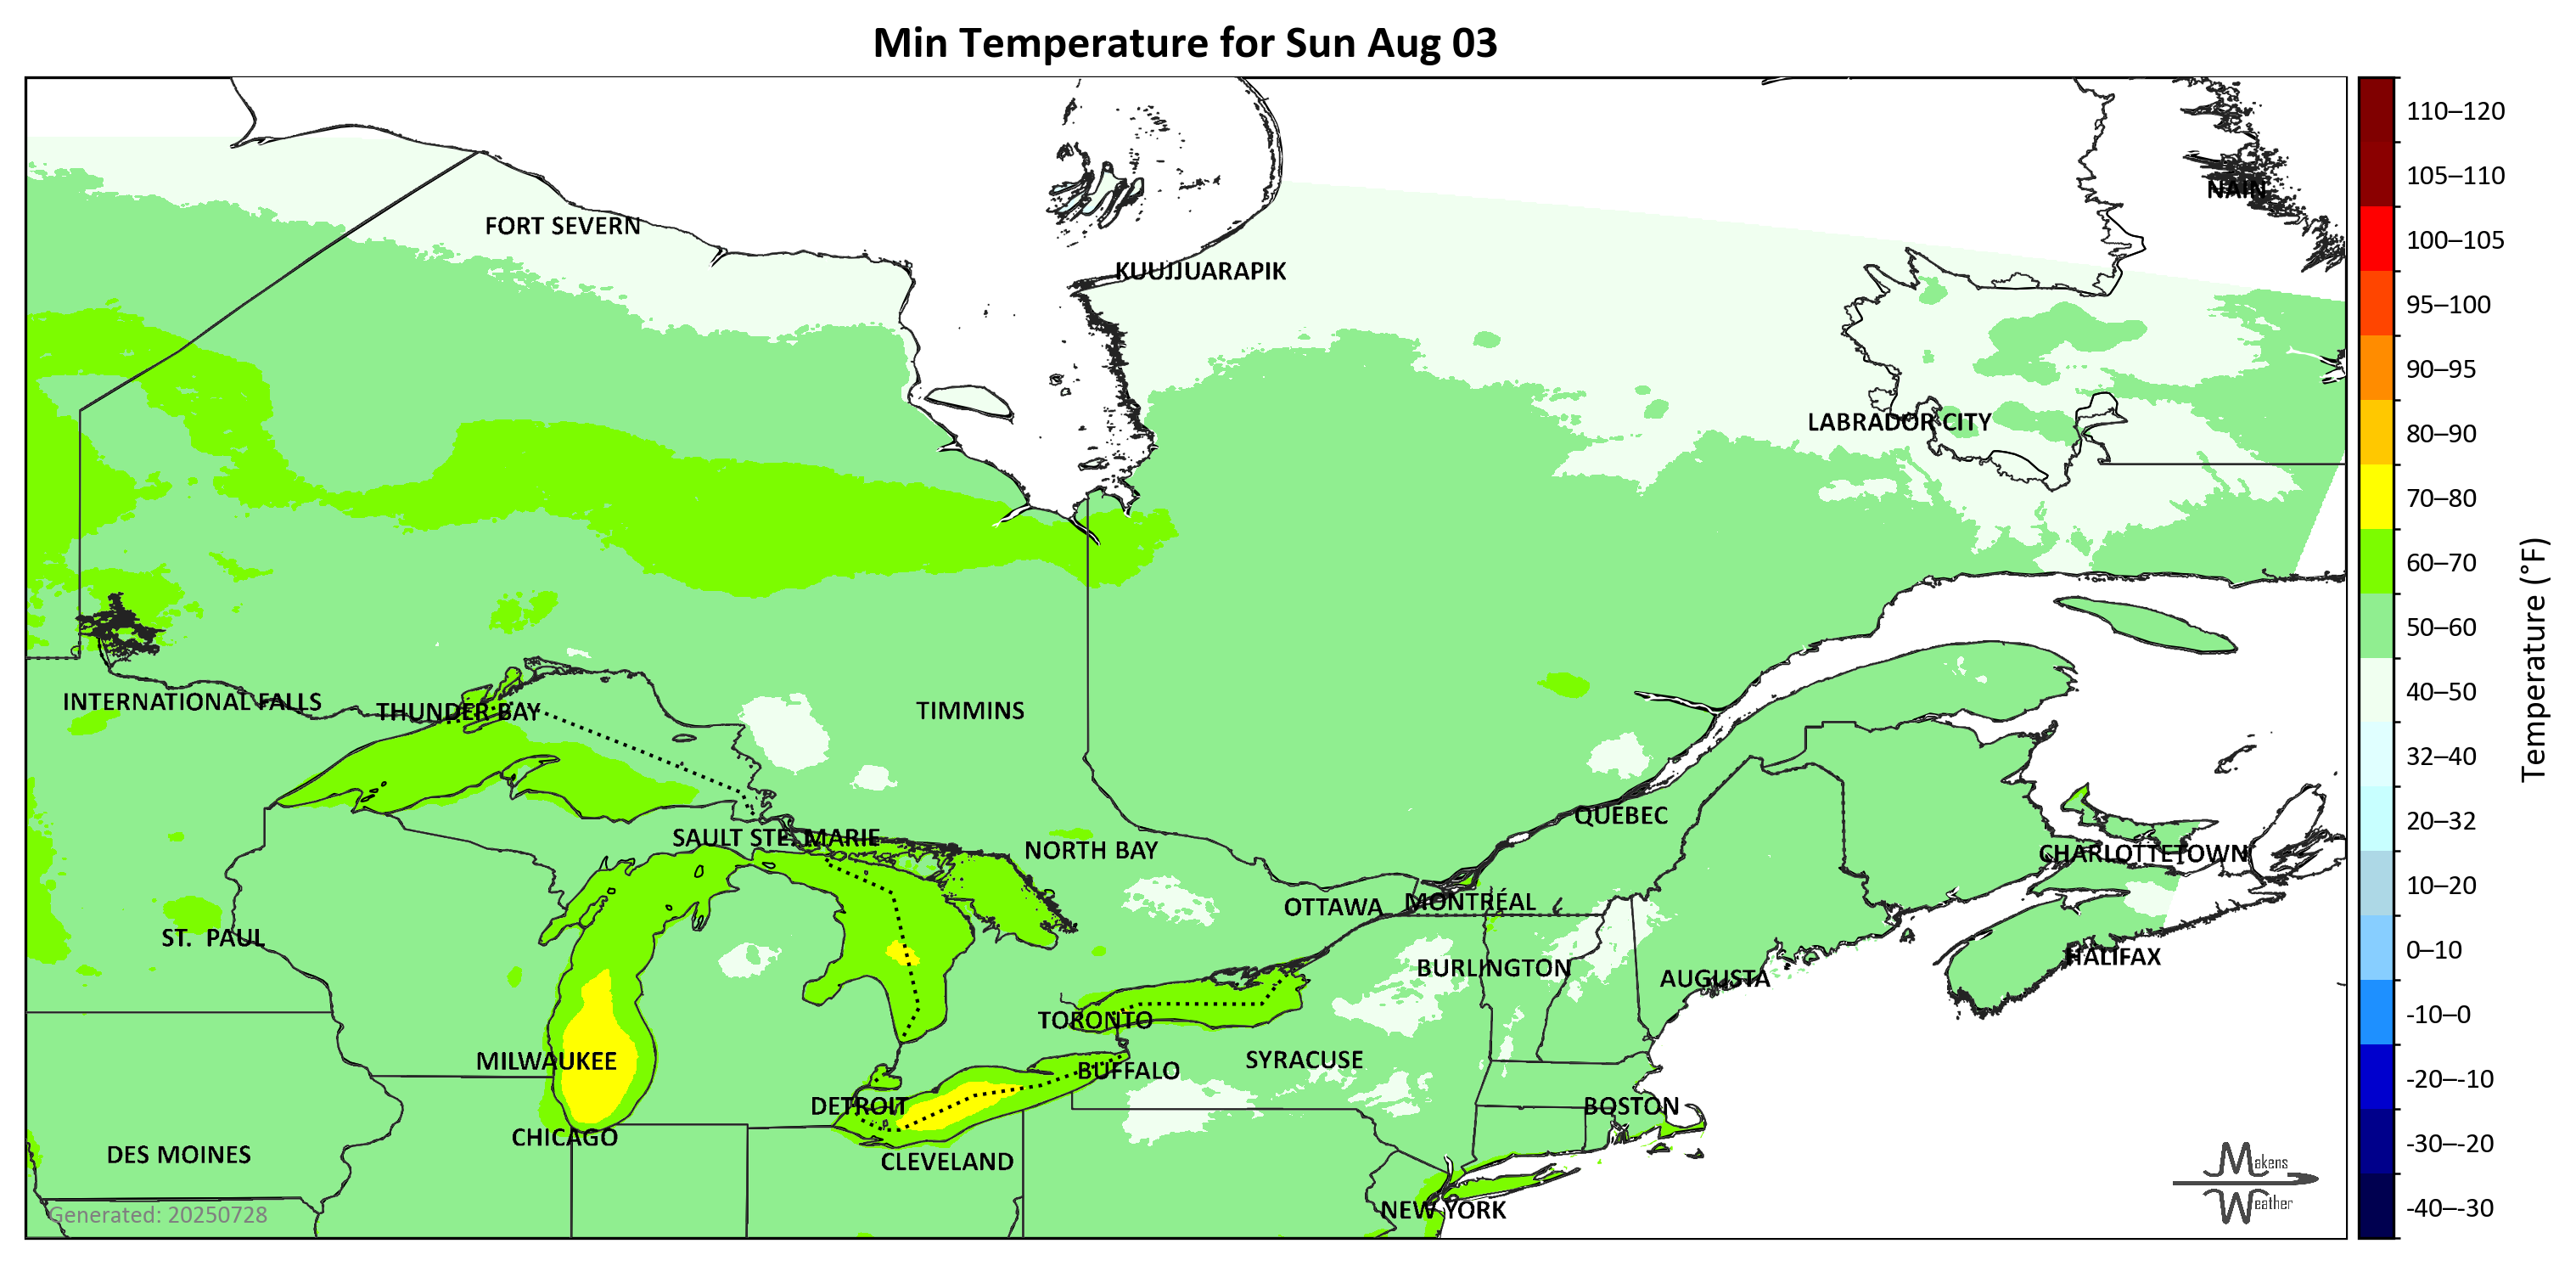 Min Temperature for Sun Aug 03
NAIN
FORT SEVERN
KUUJJUARAPIK
LABRADOR CITY
INTERNATIONAL FALLS
THUNDER BAY
TIMMINS
QUEBEC
SAULT STE. MARIE
NORTH BAY
CHARLOTTETOWN
OTTAWA
MONTRÉAL
ST. PAUL
HALIFAX
BURLINGTON
AUGUSTA
TORONTO
MILWAUKEE
SYRACUSE
BUFFALO
DETROIT
BOSTON
CHICAGO
DES MOINES
CLEVELAND
NEW YORK
Generated: 20250728
Makens
Weather
110–120
105–110
100–105
95–100
90–95
80–90
70–80
60–70
50–60
40–50
32–40
20–32
10–20
0–10
-10–0
-20–-10
-30–-20
-40–-30
Temperature (°F)